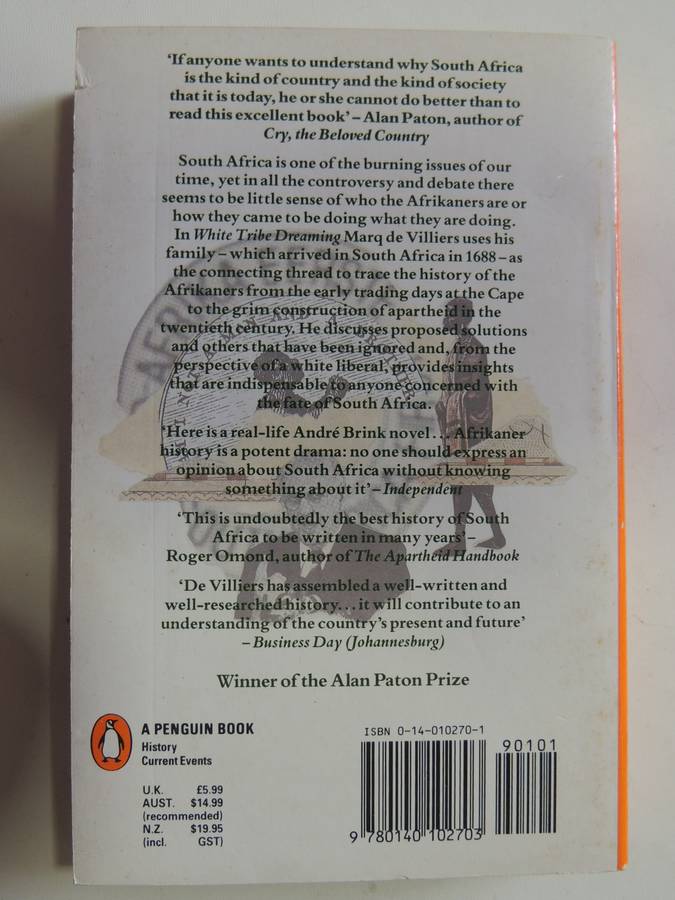 ‘If anyone wants to understand why South Africa
is the kind of country and the kind of society
that it is today, he or she cannot do better than to
read this excellent book’ – Alan Paton, author of
Cry, the Beloved Country
South Africa is one of the burning issues of our
time, yet in all the controversy and debate there
seems to be little sense of who the Afrikaners are or
how they came to be doing what they are doing.
In White Tribe Dreaming Marq de Villiers uses his
family – which arrived in South Africa in 1688 – as
the connecting thread to trace the history of the
Afrikaners from the early trading days at the Cape
to the grim construction of apartheid in the
twentieth century. He discusses proposed solutions
and others that have been ignored and, from the
perspective of a white liberal, provides insights
that are indispensable to anyone concerned with
the fate of South Africa.
‘Here is a real-life André Brink novel... Afrikaner
history is a potent drama: no one should express an
opinion about South Africa without knowing
something about it’ – Independent
‘This is undoubtedly the best history of South
Africa to be written in many years’ –
Roger Omond, author of The Apartheid Handbook
‘De Villiers has assembled a well-written and
well-researched history... it will contribute to an
understanding of the country’s present and future’
– Business Day (Johannesburg)
Winner of the Alan Paton Prize
A PENGUIN BOOK
History
Current Events
U.K. £5.99
AUST. $14.99
(recommended)
N.Z. $19.95
(incl. GST)
ISBN 0-14-010270-1
90101
9 780140 102703